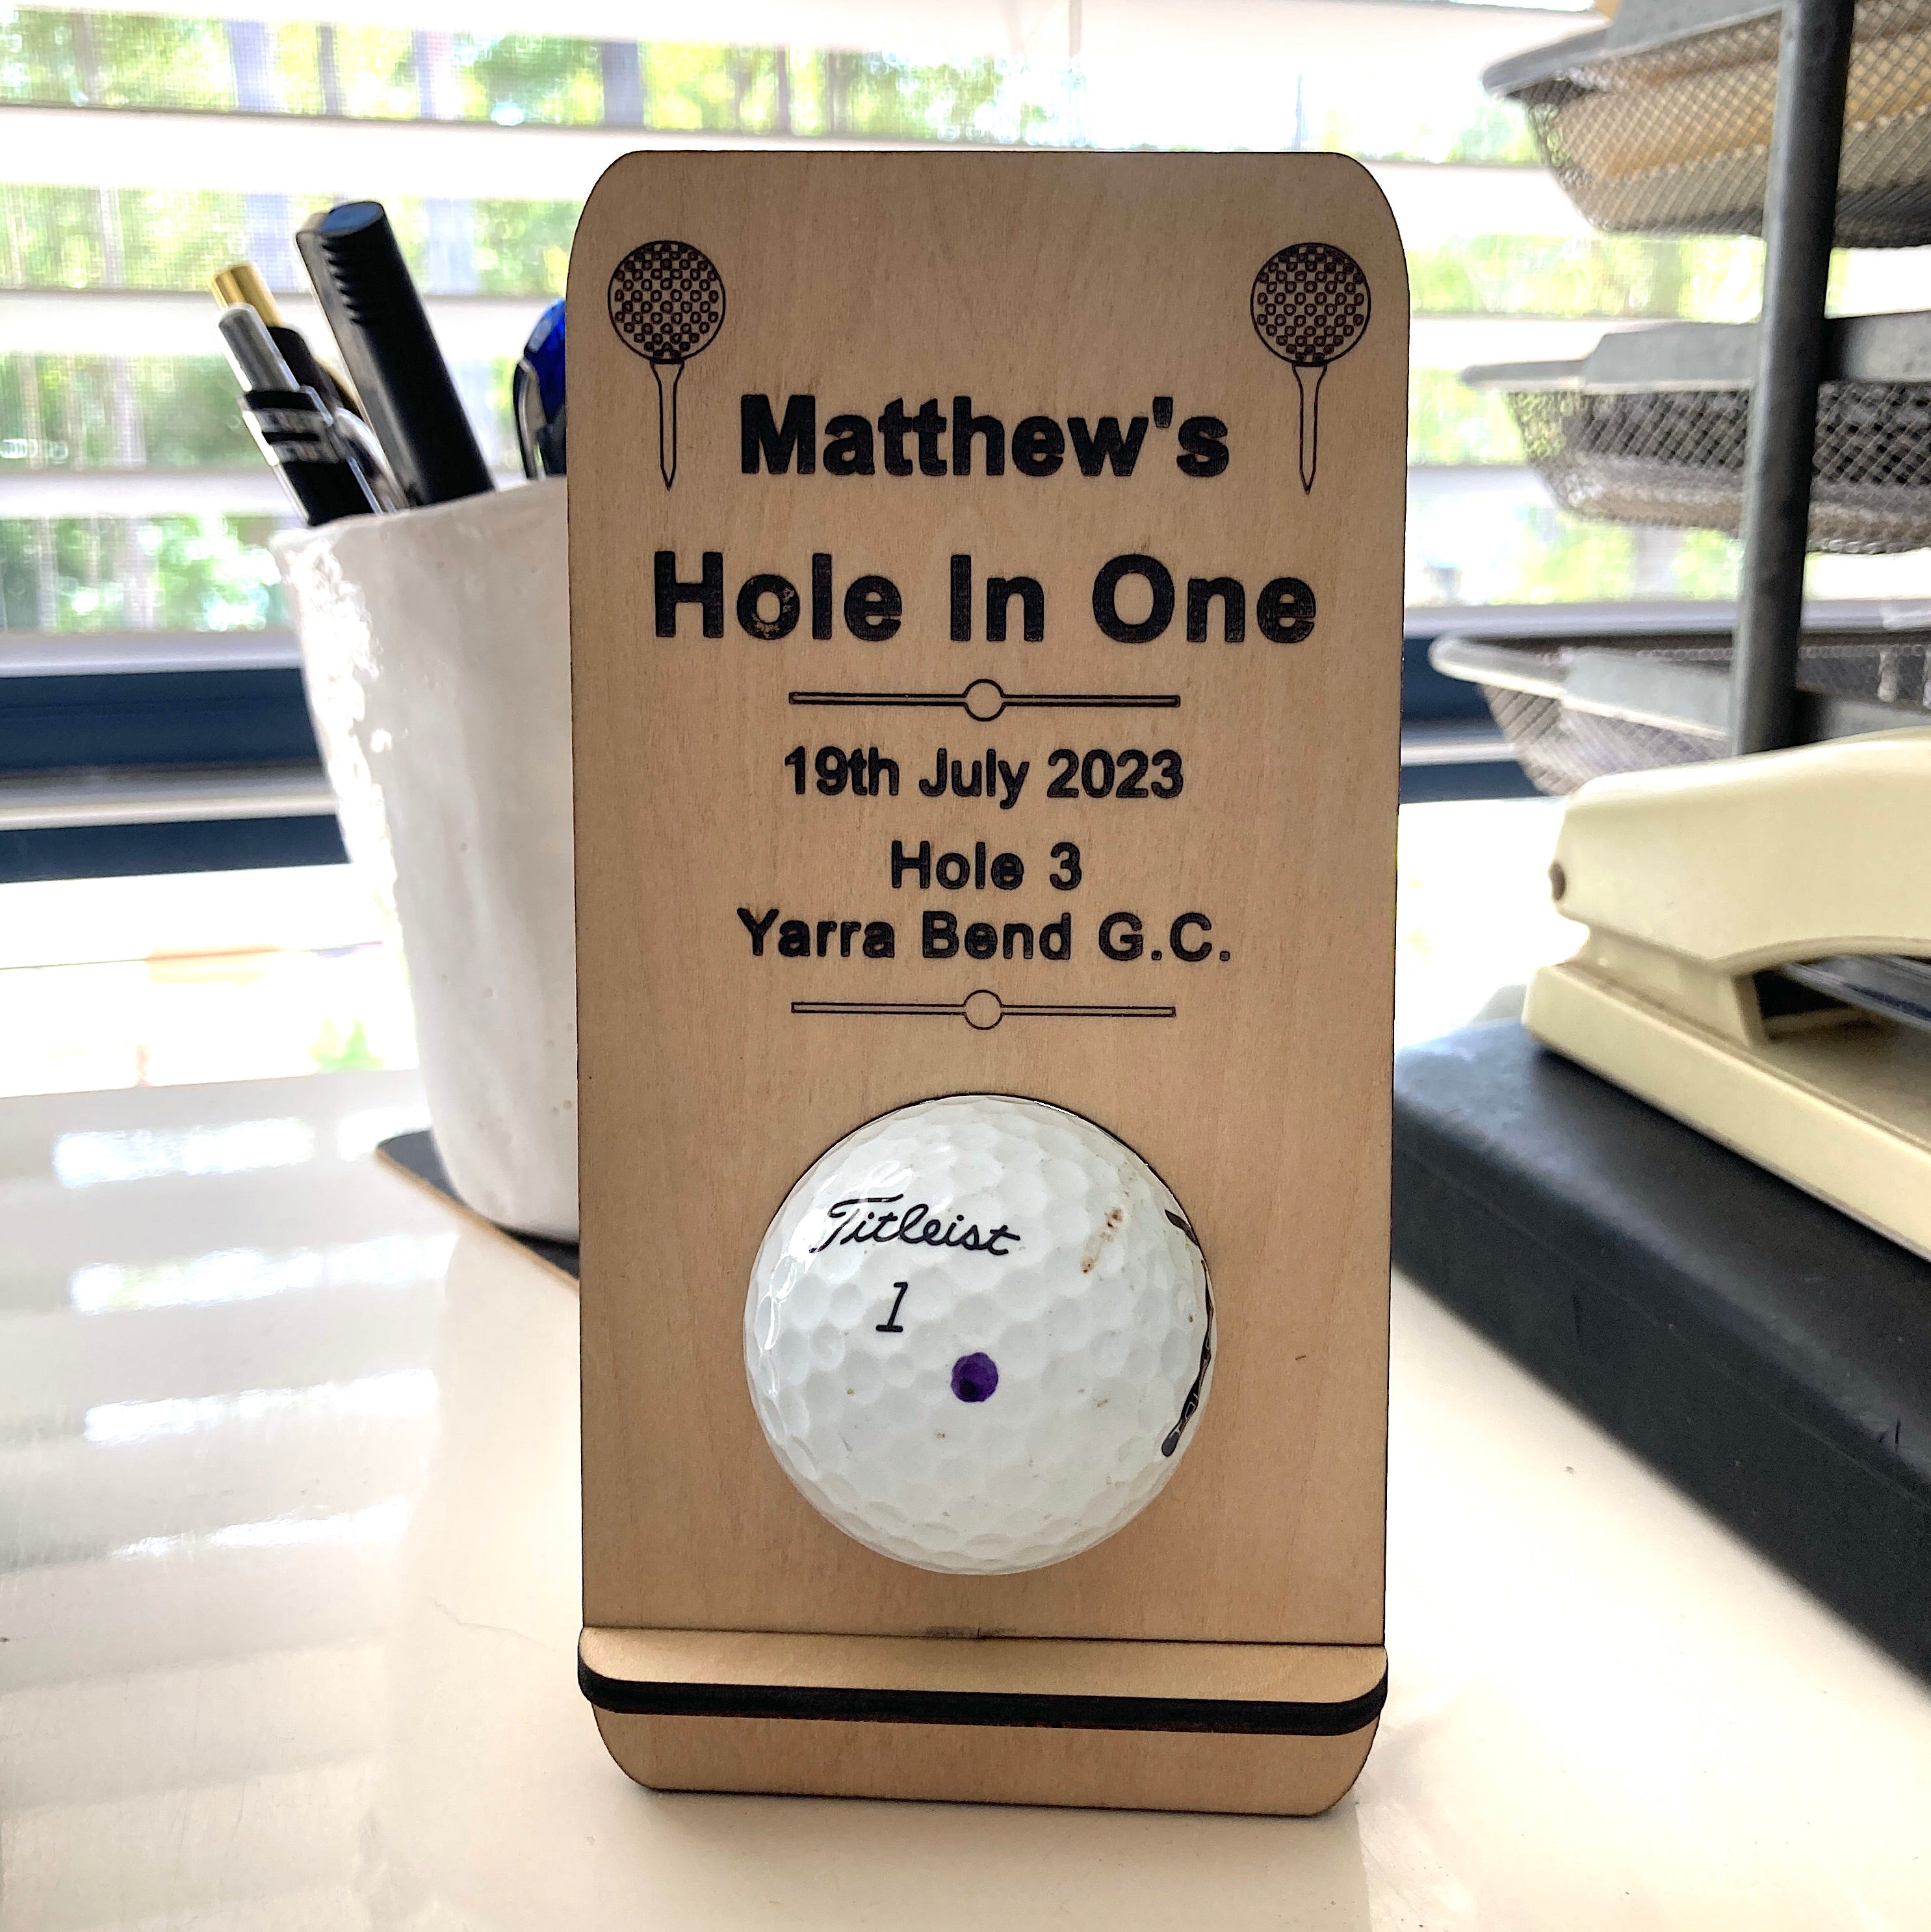 Matthew's
Hole In One
19th July 2023
Hole 3
Yarra Bend G.C.
Titleist
1